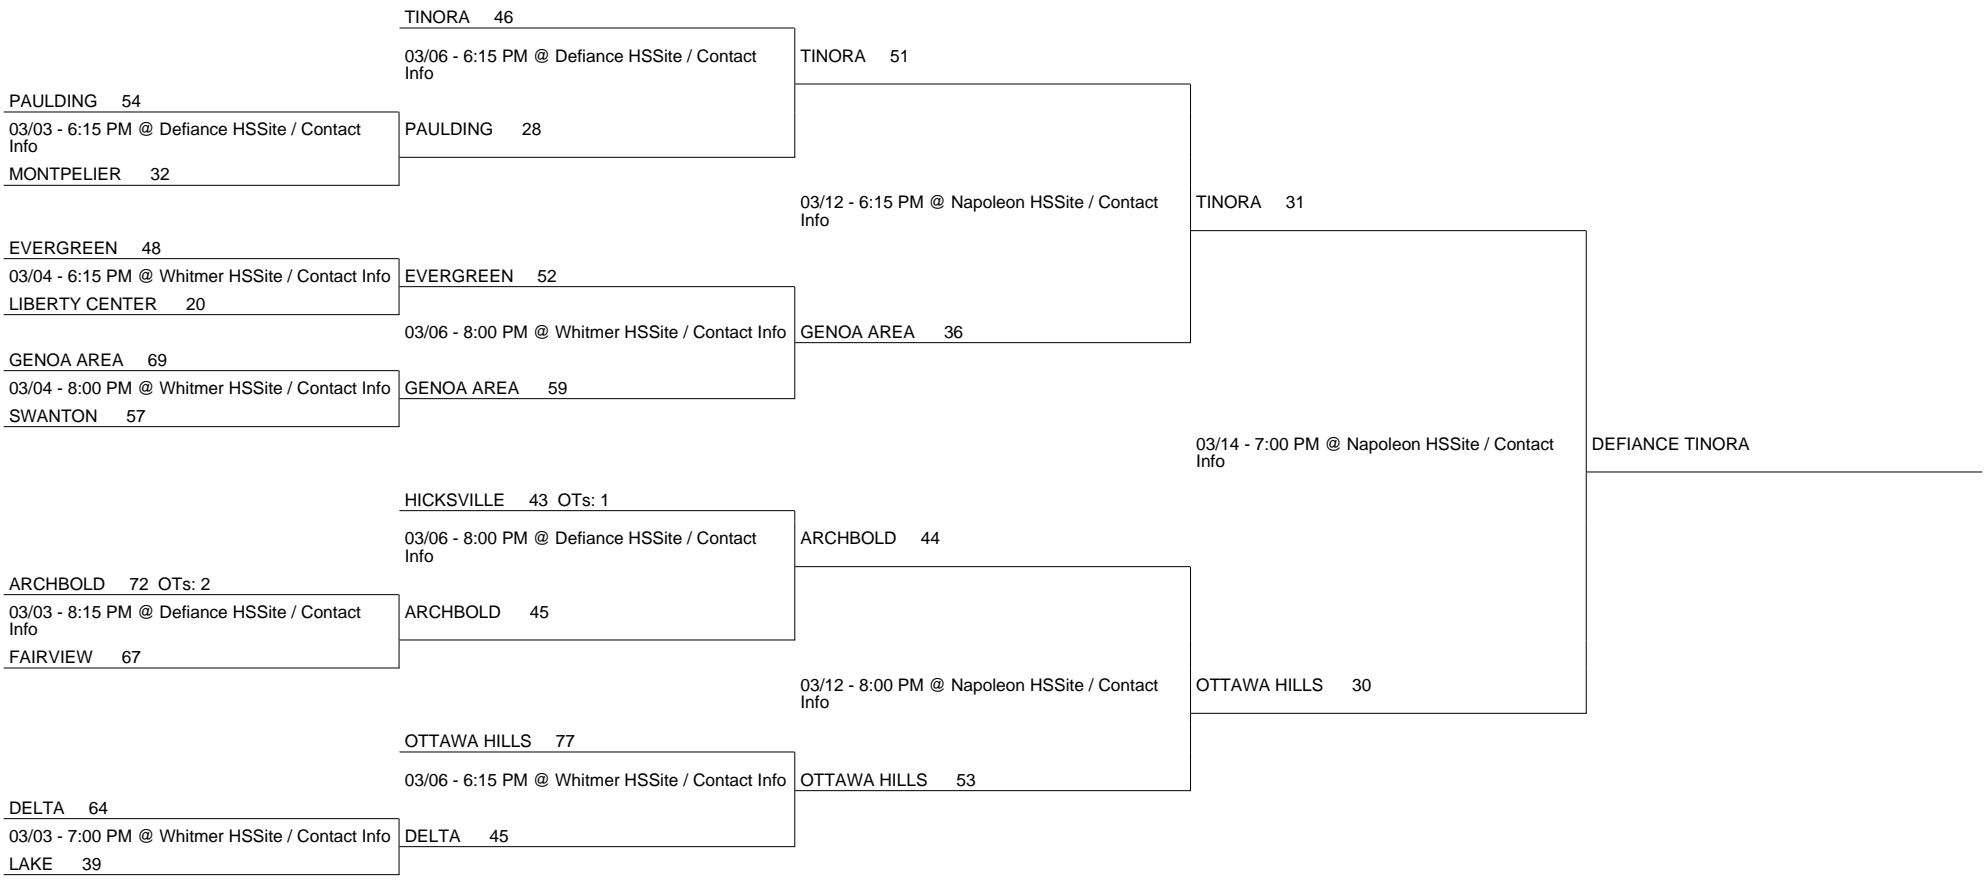 TINORA 46
03/06 - 6:15 PM @ Defiance HSSite / Contact
Info
TINORA 51
PAULDING 54
03/03 - 6:15 PM @ Defiance HSSite / Contact
Info
PAULDING 28
MONTPELIER 32
03/12 - 6:15 PM @ Napoleon HSSite / Contact
Info
TINORA 31
EVERGREEN 48
03/04 - 6:15 PM @ Whitmer HSSite / Contact Info
EVERGREEN 52
LIBERTY CENTER 20
03/06 - 8:00 PM @ Whitmer HSSite / Contact Info
GENOA AREA 36
GENOA AREA 69
03/04 - 8:00 PM @ Whitmer HSSite / Contact Info
GENOA AREA 59
SWANTON 57
03/14 - 7:00 PM @ Napoleon HSSite / Contact
Info
DEFIANCE TINORA
HICKSVILLE 43 OTs: 1
03/06 - 8:00 PM @ Defiance HSSite / Contact
Info
ARCHBOLD 44
ARCHBOLD 72 OTs: 2
03/03 - 8:15 PM @ Defiance HSSite / Contact
Info
ARCHBOLD 45
FAIRVIEW 67
03/12 - 8:00 PM @ Napoleon HSSite / Contact
Info
OTTAWA HILLS 30
OTTAWA HILLS 77
03/06 - 6:15 PM @ Whitmer HSSite / Contact Info
OTTAWA HILLS 53
DELTA 64
03/03 - 7:00 PM @ Whitmer HSSite / Contact Info
DELTA 45
LAKE 39